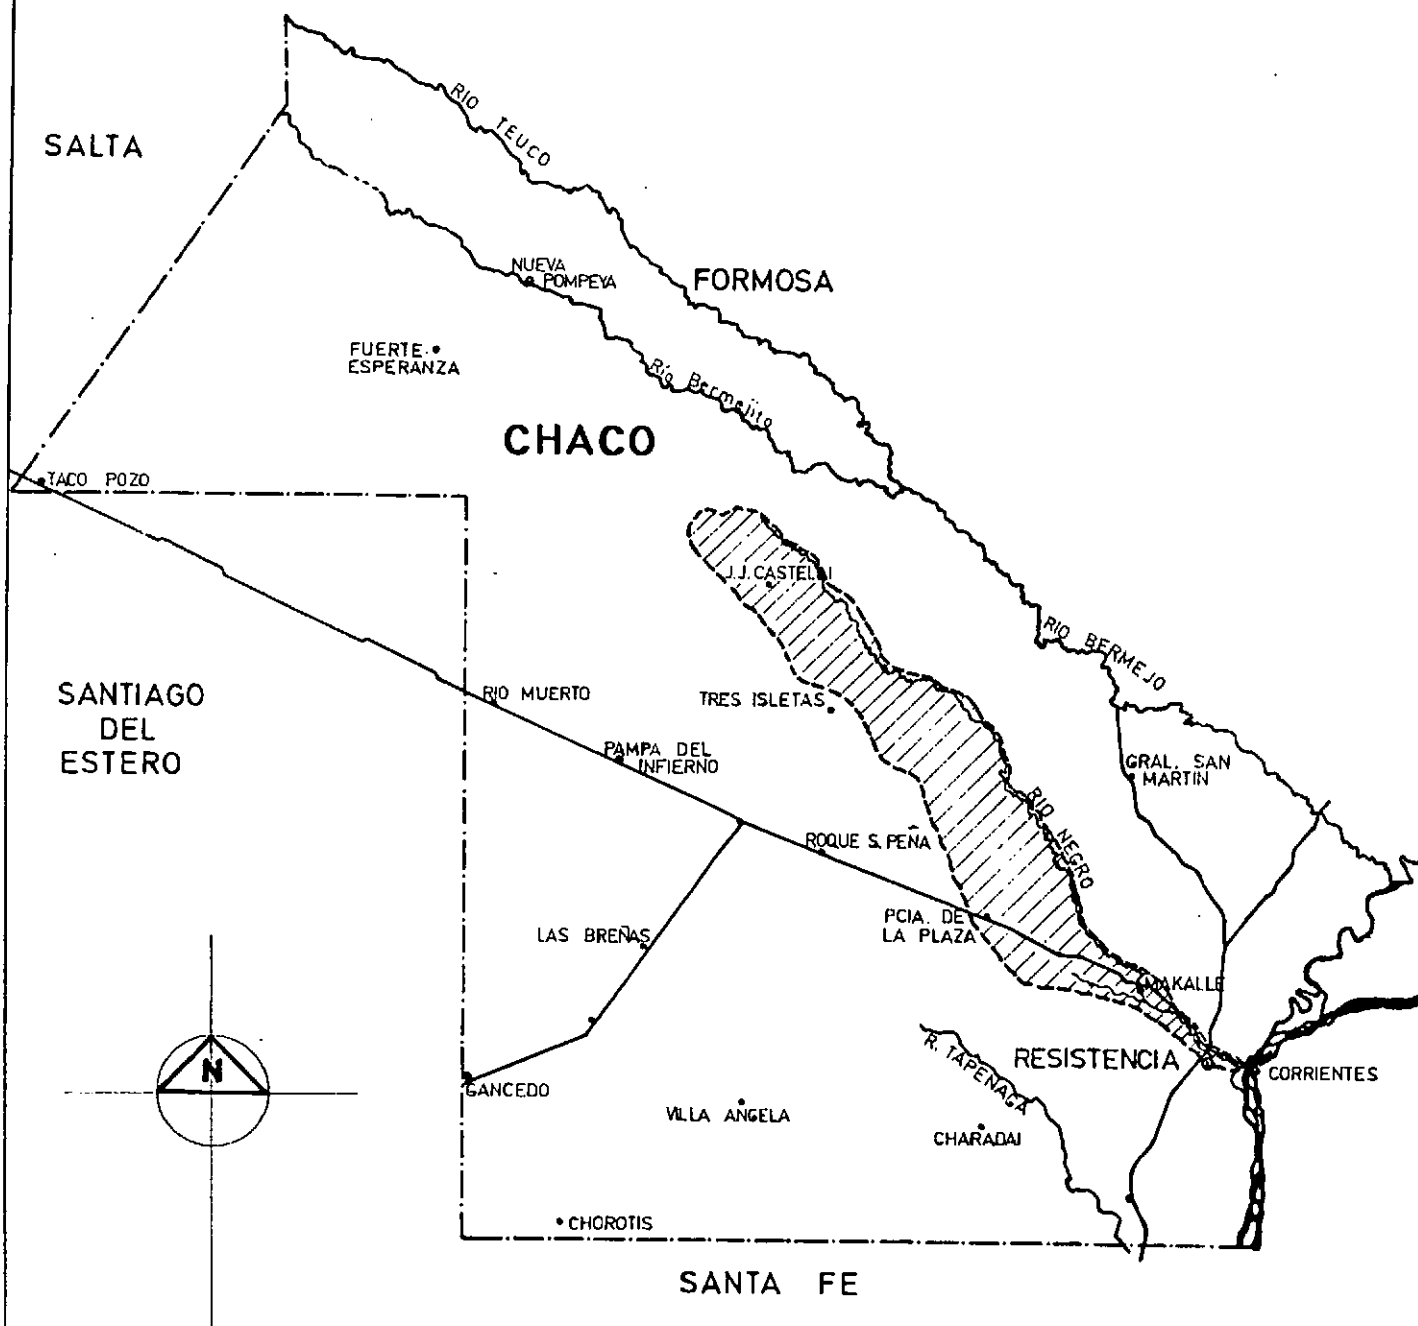 RIO TEUCO
SALTA
NUEVA
POMPEYA
FORMOSA
FUERTE
ESPERANZA
Río Bermejito
CHACO
TACO POZO
J.J. CASTELLI
RIO BERMEJO
SANTIAGO
DEL
ESTERO
RIO MUERTO
TRES ISLETAS
PAMPA DEL
INFIERNO
GRAL. SAN
MARTIN
RIO NEGRO
ROQUE S. PEÑA
PCIA. DE
LA PLAZA
LAS BREÑAS
MAKALLE
R. TAPENAGA
RESISTENCIA
CORRIENTES
N
GANCEDO
VILLA ANGELA
CHARADAI
CHOROTIS
SANTA FE